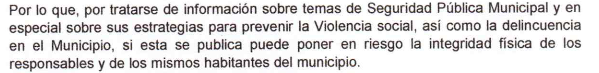 Por lo que, por tratarse de información sobre temas de Seguridad Pública Municipal y en
especial sobre sus estrategias para prevenir la Violencia social, así como la delincuencia
en el Municipio, si esta se publica puede poner en riesgo la integridad física de los
responsables y de los mismos habitantes del municipio.